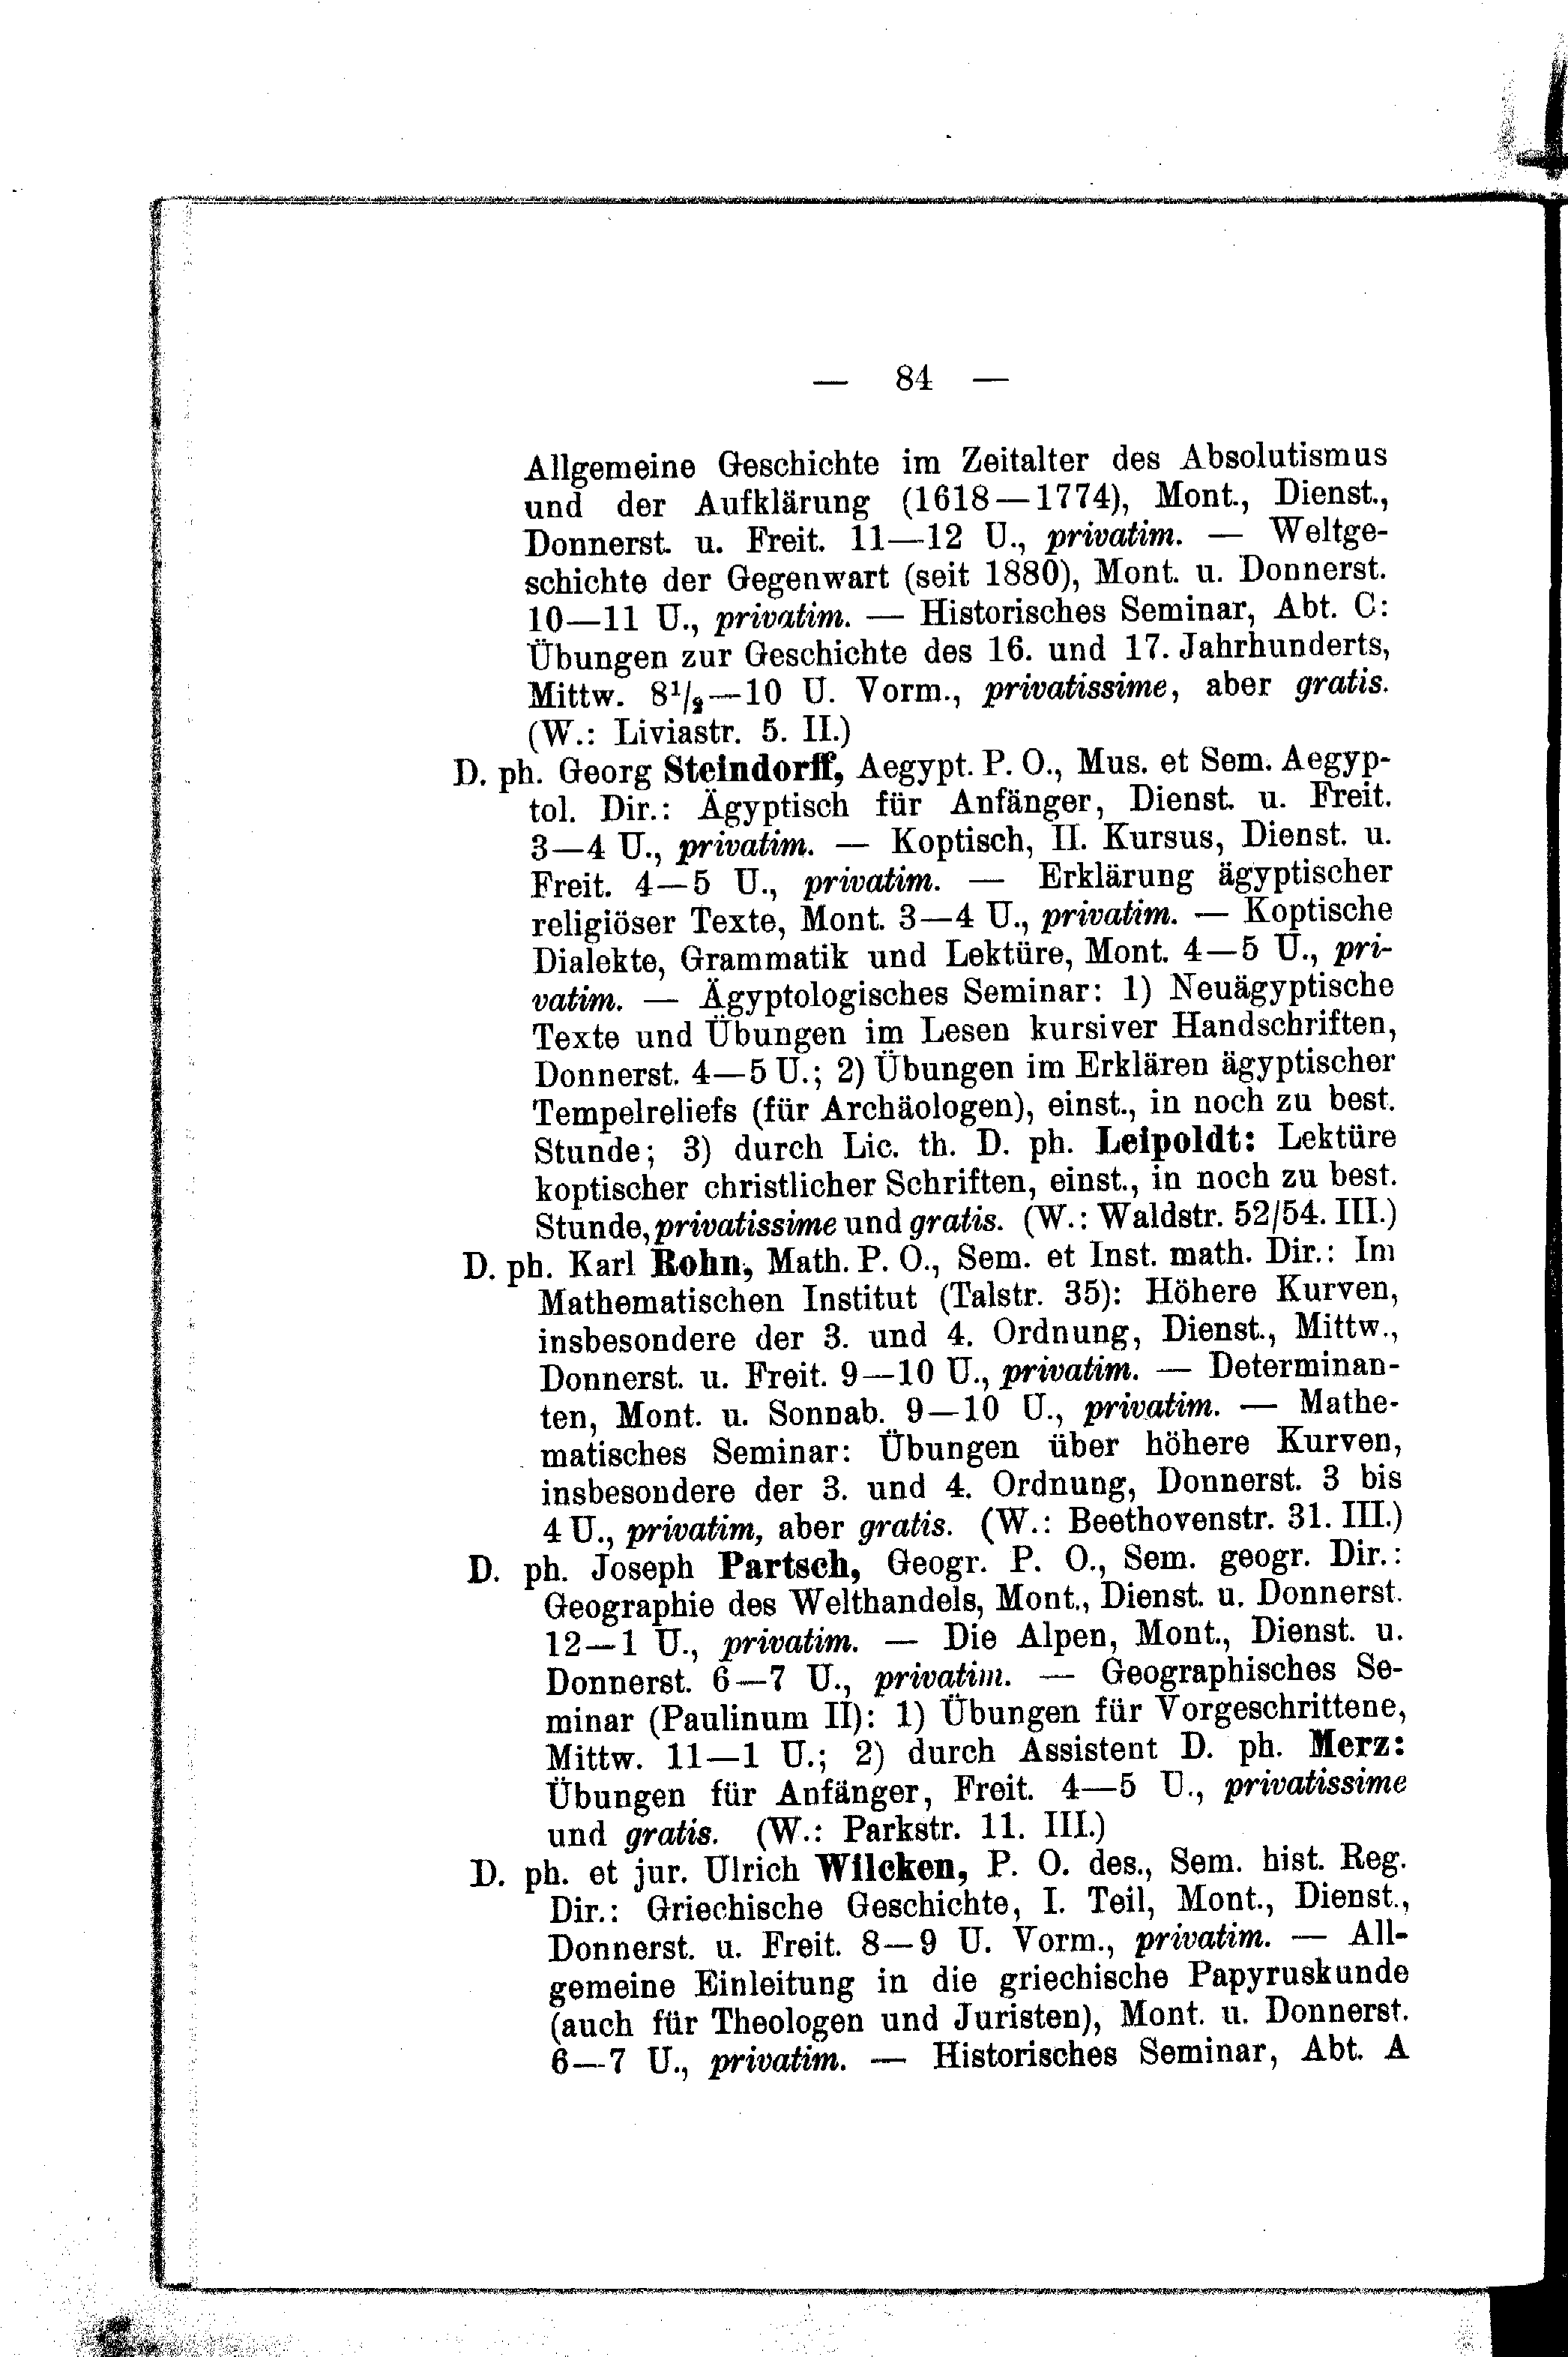 — 84 —
Allgemeine Geschichte im Zeitalter des Absolutismus
und der Aufklärung (1618—1774), Mont., Dienst.,
Donnerst. u. Freit. 11—12 U., privatim. — Weltge-
schichte der Gegenwart (seit 1880), Mont. u. Donnerst.
10—11 U., privatim. — Historisches Seminar, Abt. C:
Übungen zur Geschichte des 16. und 17. Jahrhunderts,
Mittw. 8¹/₂—10 U. Vorm., privatissime, aber gratis.
(W.: Liviastr. 5. II.)
D. ph. Georg Steindorff, Aegypt. P. O., Mus. et Sem. Aegyp-
tol. Dir.: Ägyptisch für Anfänger, Dienst. u. Freit.
3—4 U., privatim. — Koptisch, II. Kursus, Dienst. u.
Freit. 4—5 U., privatim. — Erklärung ägyptischer
religiöser Texte, Mont. 3—4 U., privatim. — Koptische
Dialekte, Grammatik und Lektüre, Mont. 4—5 U., pri-
vatim. — Ägyptologisches Seminar: 1) Neuägyptische
Texte und Übungen im Lesen kursiver Handschriften,
Donnerst. 4—5 U.; 2) Übungen im Erklären ägyptischer
Tempelreliefs (für Archäologen), einst., in noch zu best.
Stunde; 3) durch Lic. th. D. ph. Leipoldt: Lektüre
koptischer christlicher Schriften, einst., in noch zu best.
Stunde, privatissime und gratis. (W.: Waldstr. 52/54. III.)
D. ph. Karl Rohn, Math. P. O., Sem. et Inst. math. Dir.: Im
Mathematischen Institut (Talstr. 35): Höhere Kurven,
insbesondere der 3. und 4. Ordnung, Dienst., Mittw.,
Donnerst. u. Freit. 9—10 U., privatim. — Determinan-
ten, Mont. u. Sonnab. 9—10 U., privatim. — Mathe-
matisches Seminar: Übungen über höhere Kurven,
insbesondere der 3. und 4. Ordnung, Donnerst. 3 bis
4 U., privatim, aber gratis. (W.: Beethovenstr. 31. III.)
D. ph. Joseph Partsch, Geogr. P. O., Sem. geogr. Dir.:
Geographie des Welthandels, Mont., Dienst. u. Donnerst.
12—1 U., privatim. — Die Alpen, Mont., Dienst. u.
Donnerst. 6—7 U., privatim. — Geographisches Se-
minar (Paulinum II): 1) Übungen für Vorgeschrittene,
Mittw. 11—1 U.; 2) durch Assistent D. ph. Merz:
Übungen für Anfänger, Freit. 4—5 U., privatissime
und gratis. (W.: Parkstr. 11. III.)
D. ph. et jur. Ulrich Wilcken, P. O. des., Sem. hist. Reg.
Dir.: Griechische Geschichte, I. Teil, Mont., Dienst.,
Donnerst. u. Freit. 8—9 U. Vorm., privatim. — All-
gemeine Einleitung in die griechische Papyruskunde
(auch für Theologen und Juristen), Mont. u. Donnerst.
6—7 U., privatim. — Historisches Seminar, Abt. A